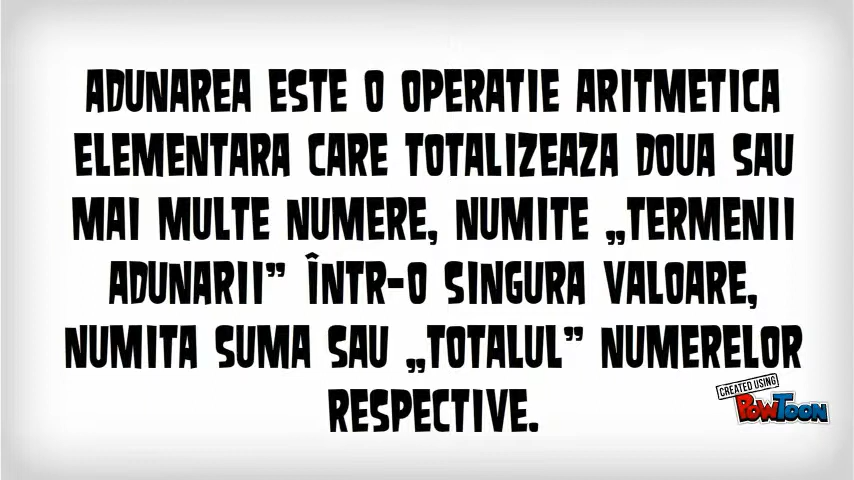 ADUNAREA ESTE O OPERATIE ARITMETICA
ELEMENTARA CARE TOTALIZEAZA DOUA SAU
MAI MULTE NUMERE, NUMITE „TERMENII
ADUNARII” ÎNTR-O SINGURA VALOARE,
NUMITA SUMA SAU „TOTALUL” NUMERELOR
RESPECTIVE.
CREATED USING
POWTOON